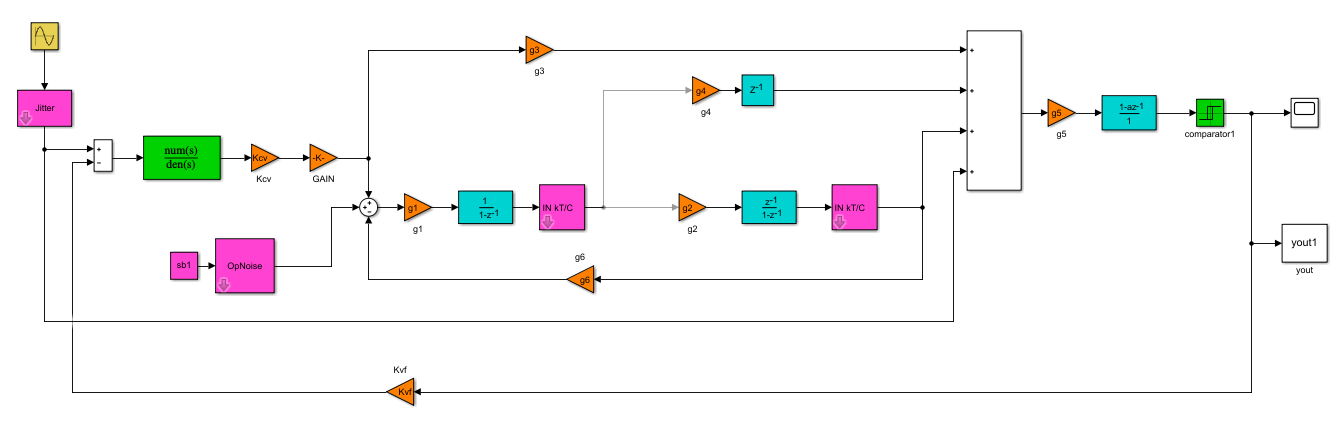 g3
g3
g4
Z-1
g4
+
+
+
+
g5
g5
1-az-1
1
comparator1
Jitter
+
−
num(s)
den(s)
Kcv
Kcv
-K-
GAIN
+
+
−
g1
g1
1
1-z-1
IN kT/C
g2
g2
z-1
1-z-1
IN kT/C
sb1
OpNoise
g6
g6
yout1
yout
Kvf
Kvf